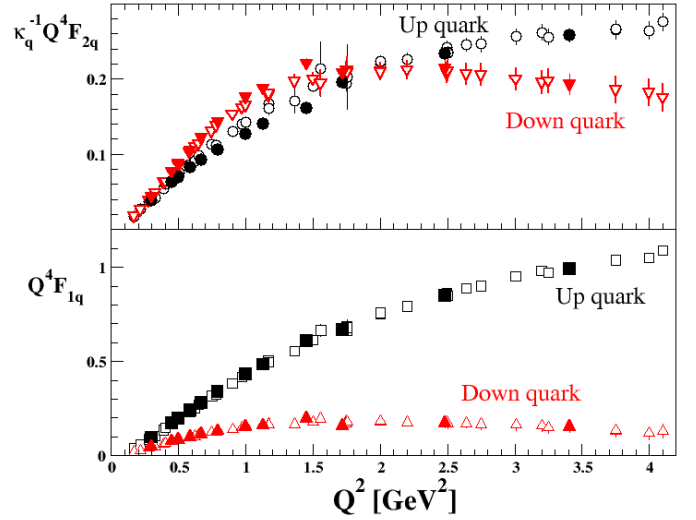 κq⁻¹Q⁴F2q
Up quark
0.2
Down quark
0.1
Q⁴F1q
1
Up quark
0.5
Down quark
0
0 0.5 1 1.5 2 2.5 3 3.5 4
Q² [GeV²]